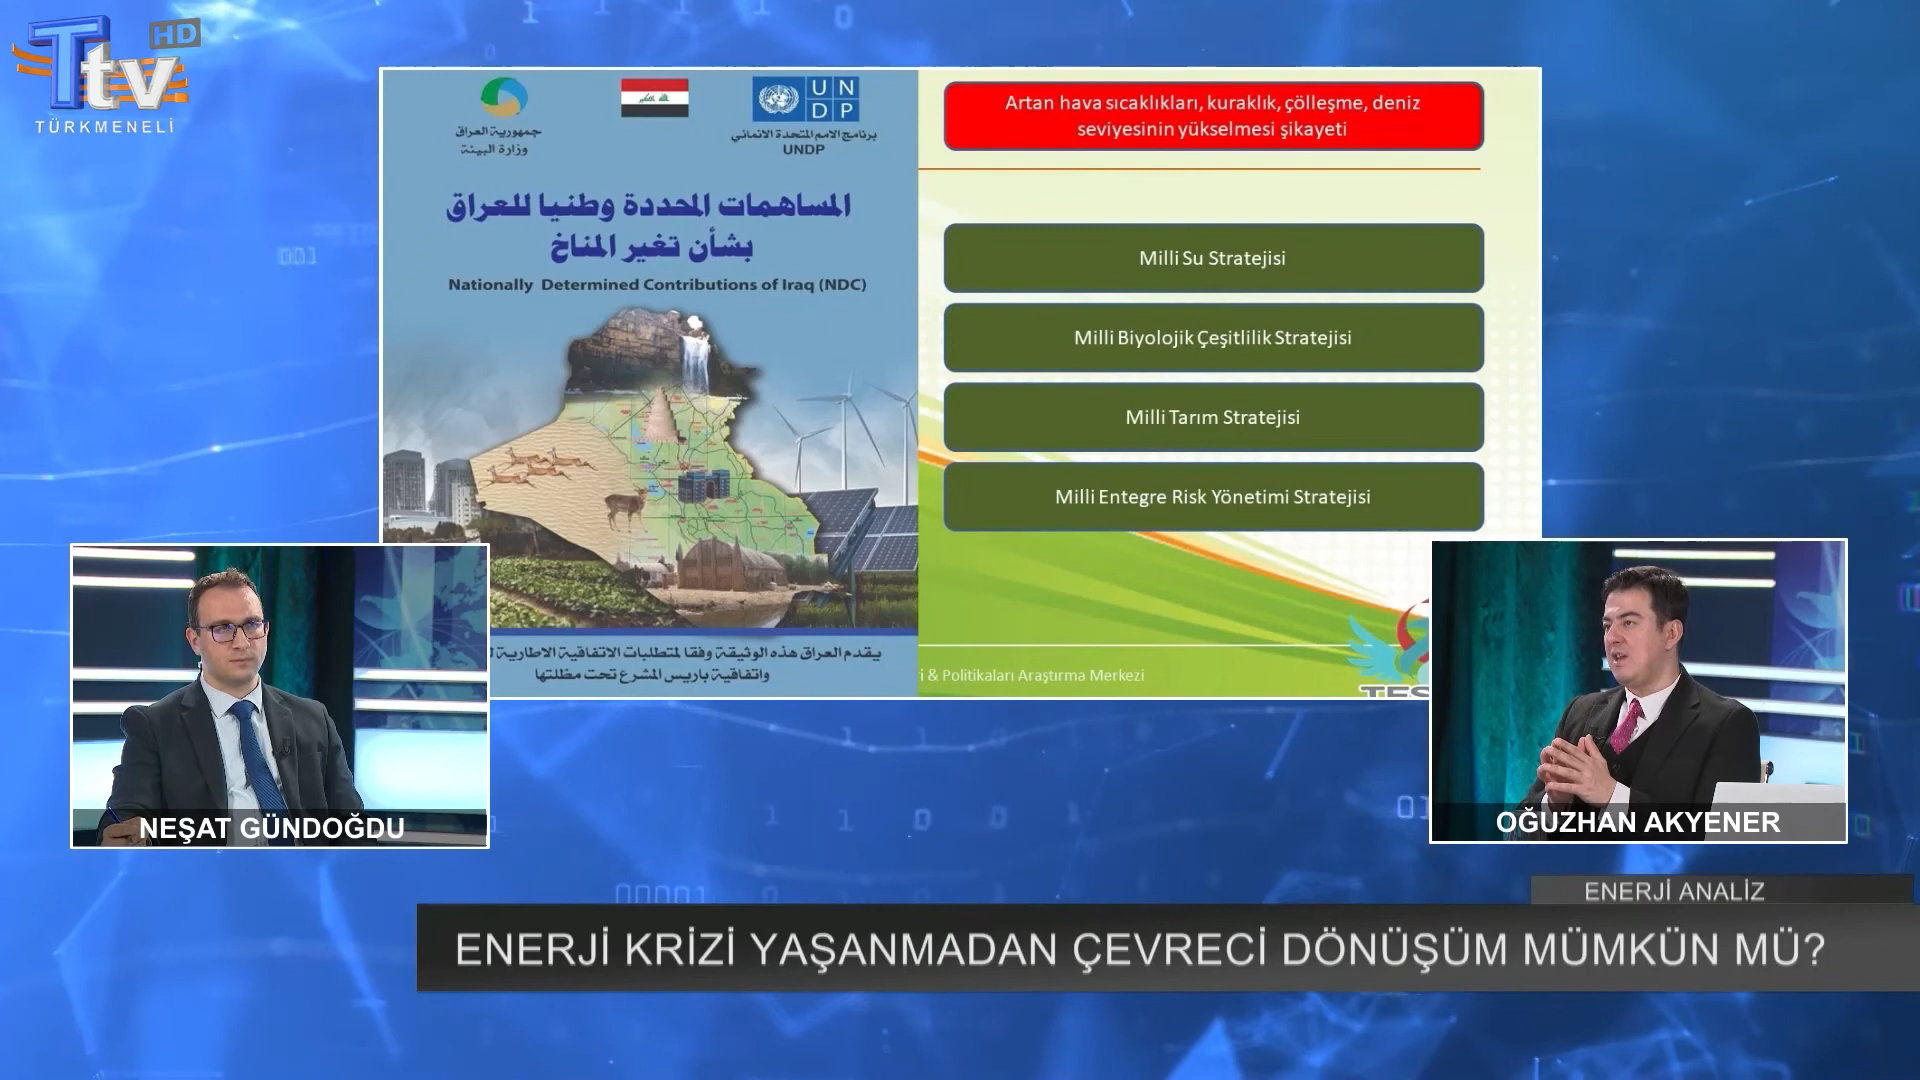 Ttv HD
TÜRKMENELİ
جمهورية العراق
وزارة البيئة
UN
DP
برنامج الامم المتحدة الانمائي
UNDP
المساهمات المحددة وطنيا للعراق
بشأن تغير المناخ
Nationally Determined Contributions of Iraq (NDC)
يقدم العراق هذه الوثيقة وفقا لمتطلبات الاتفاقية الاطارية
واتفاقية باريس المشرع تحت مظلتها
Artan hava sıcaklıkları, kuraklık, çölleşme, deniz
seviyesinin yükselmesi şikayeti
Milli Su Stratejisi
Milli Biyolojik Çeşitlilik Stratejisi
Milli Tarım Stratejisi
Milli Entegre Risk Yönetimi Stratejisi
& Politikaları Araştırma Merkezi
NEŞAT GÜNDOĞDU
OĞUZHAN AKYENER
ENERJİ ANALİZ
ENERJİ KRİZİ YAŞANMADAN ÇEVRECİ DÖNÜŞÜM MÜMKÜN MÜ?